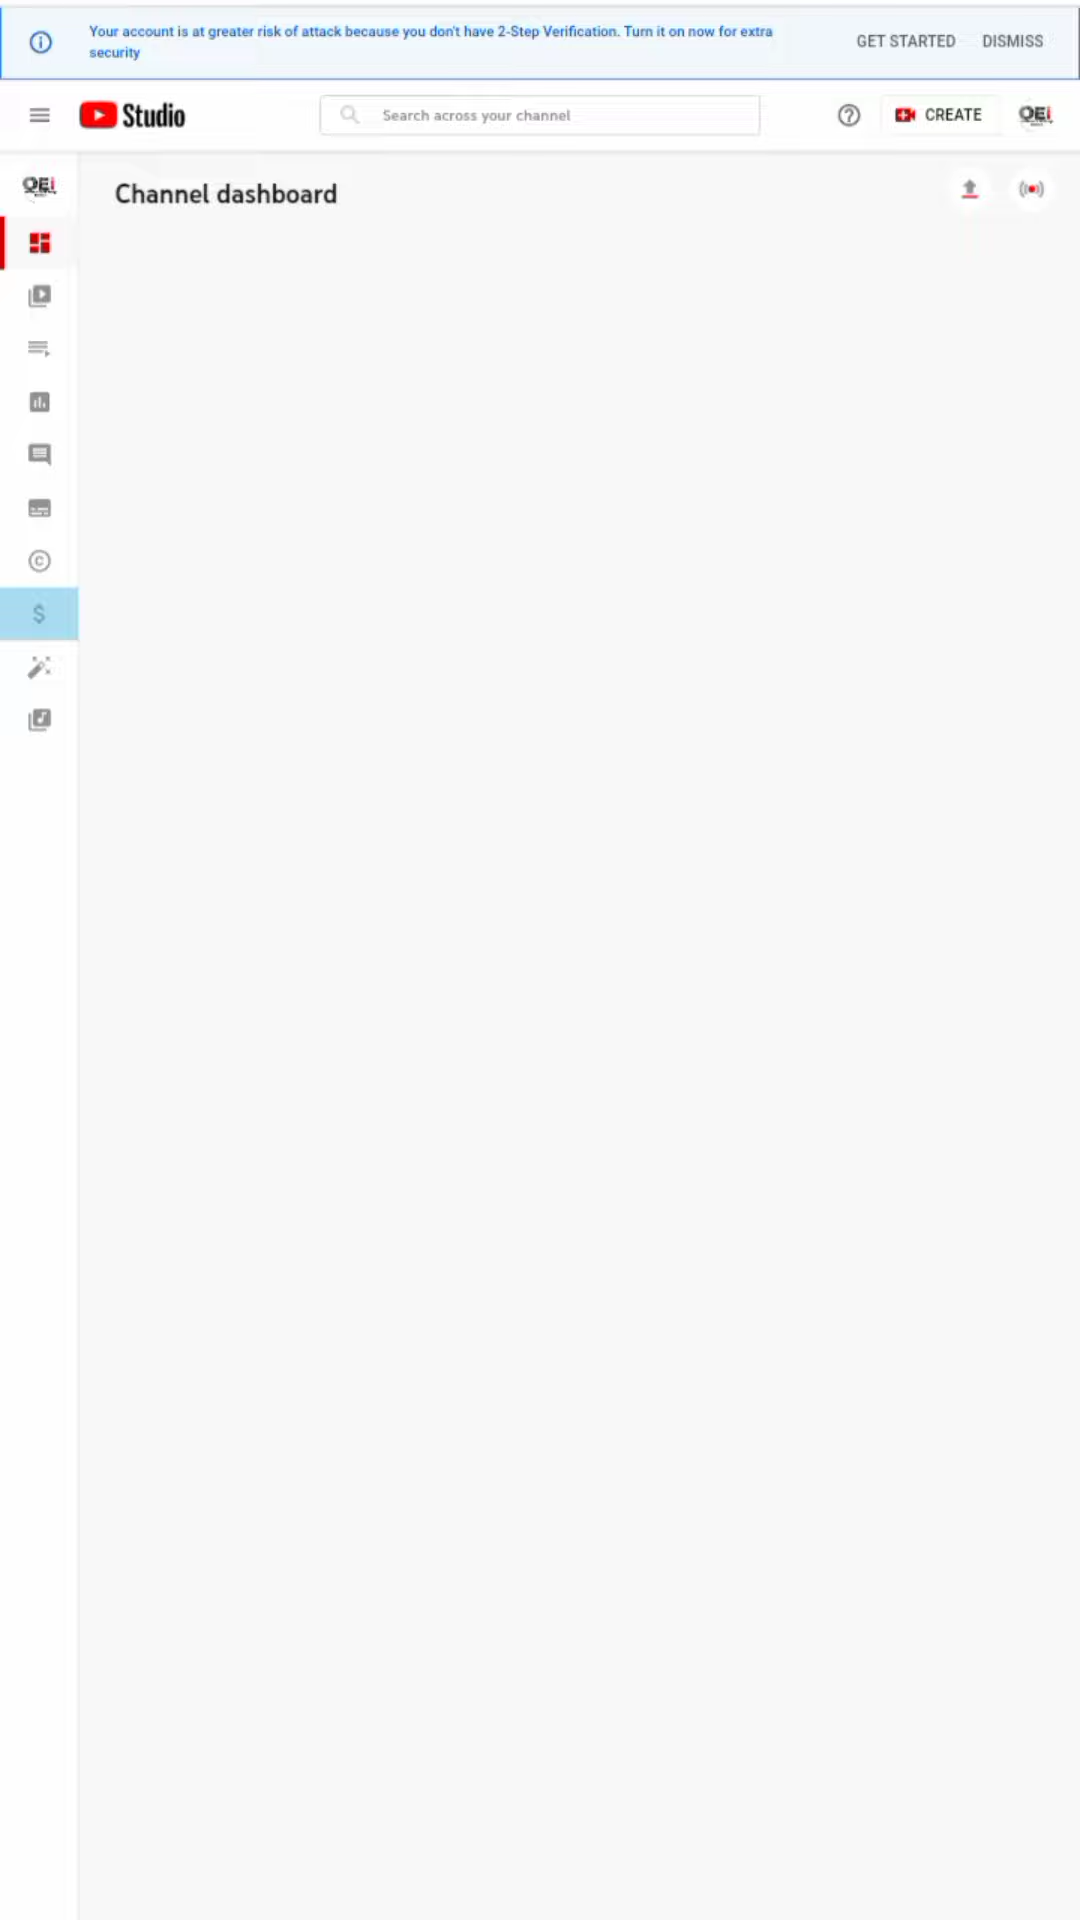 Your account is at greater risk of attack because you don't have 2-Step Verification. Turn it on now for extra
security
GET STARTED
DISMISS
Studio
Search across your channel
CREATE
Channel dashboard